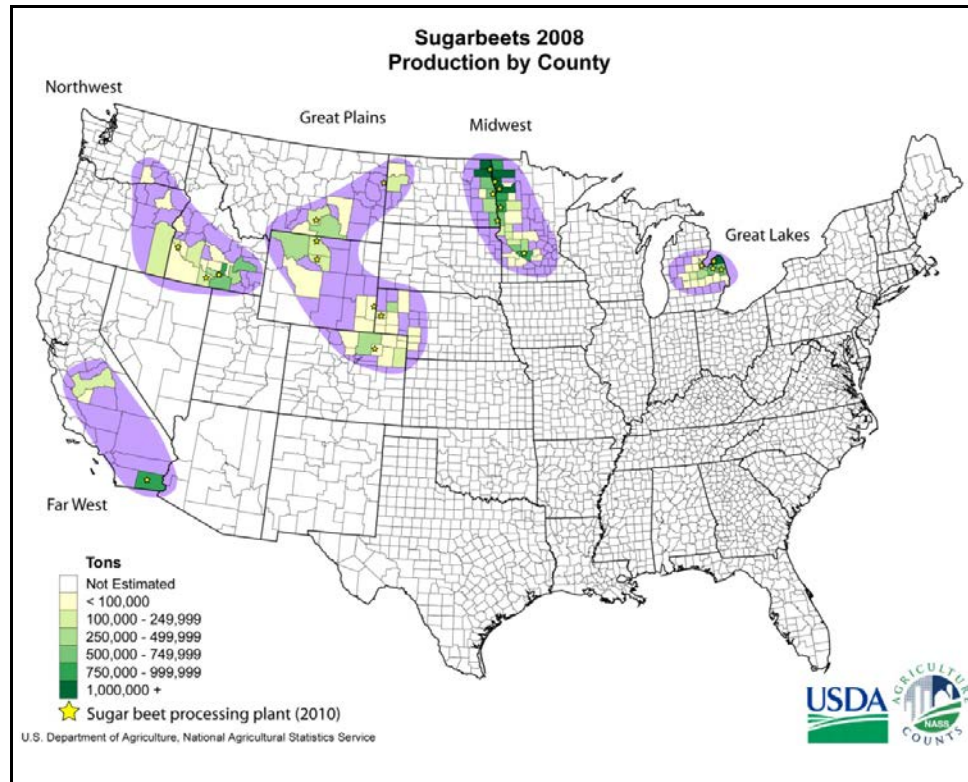 Sugarbeets 2008
Production by County
Northwest
Great Plains
Midwest
Great Lakes
Far West
Tons
Not Estimated
< 100,000
100,000 - 249,999
250,000 - 499,999
500,000 - 749,999
750,000 - 999,999
1,000,000 +
Sugar beet processing plant (2010)
U.S. Department of Agriculture, National Agricultural Statistics Service
USDA
AGRICULTURE
NASS
COUNTS